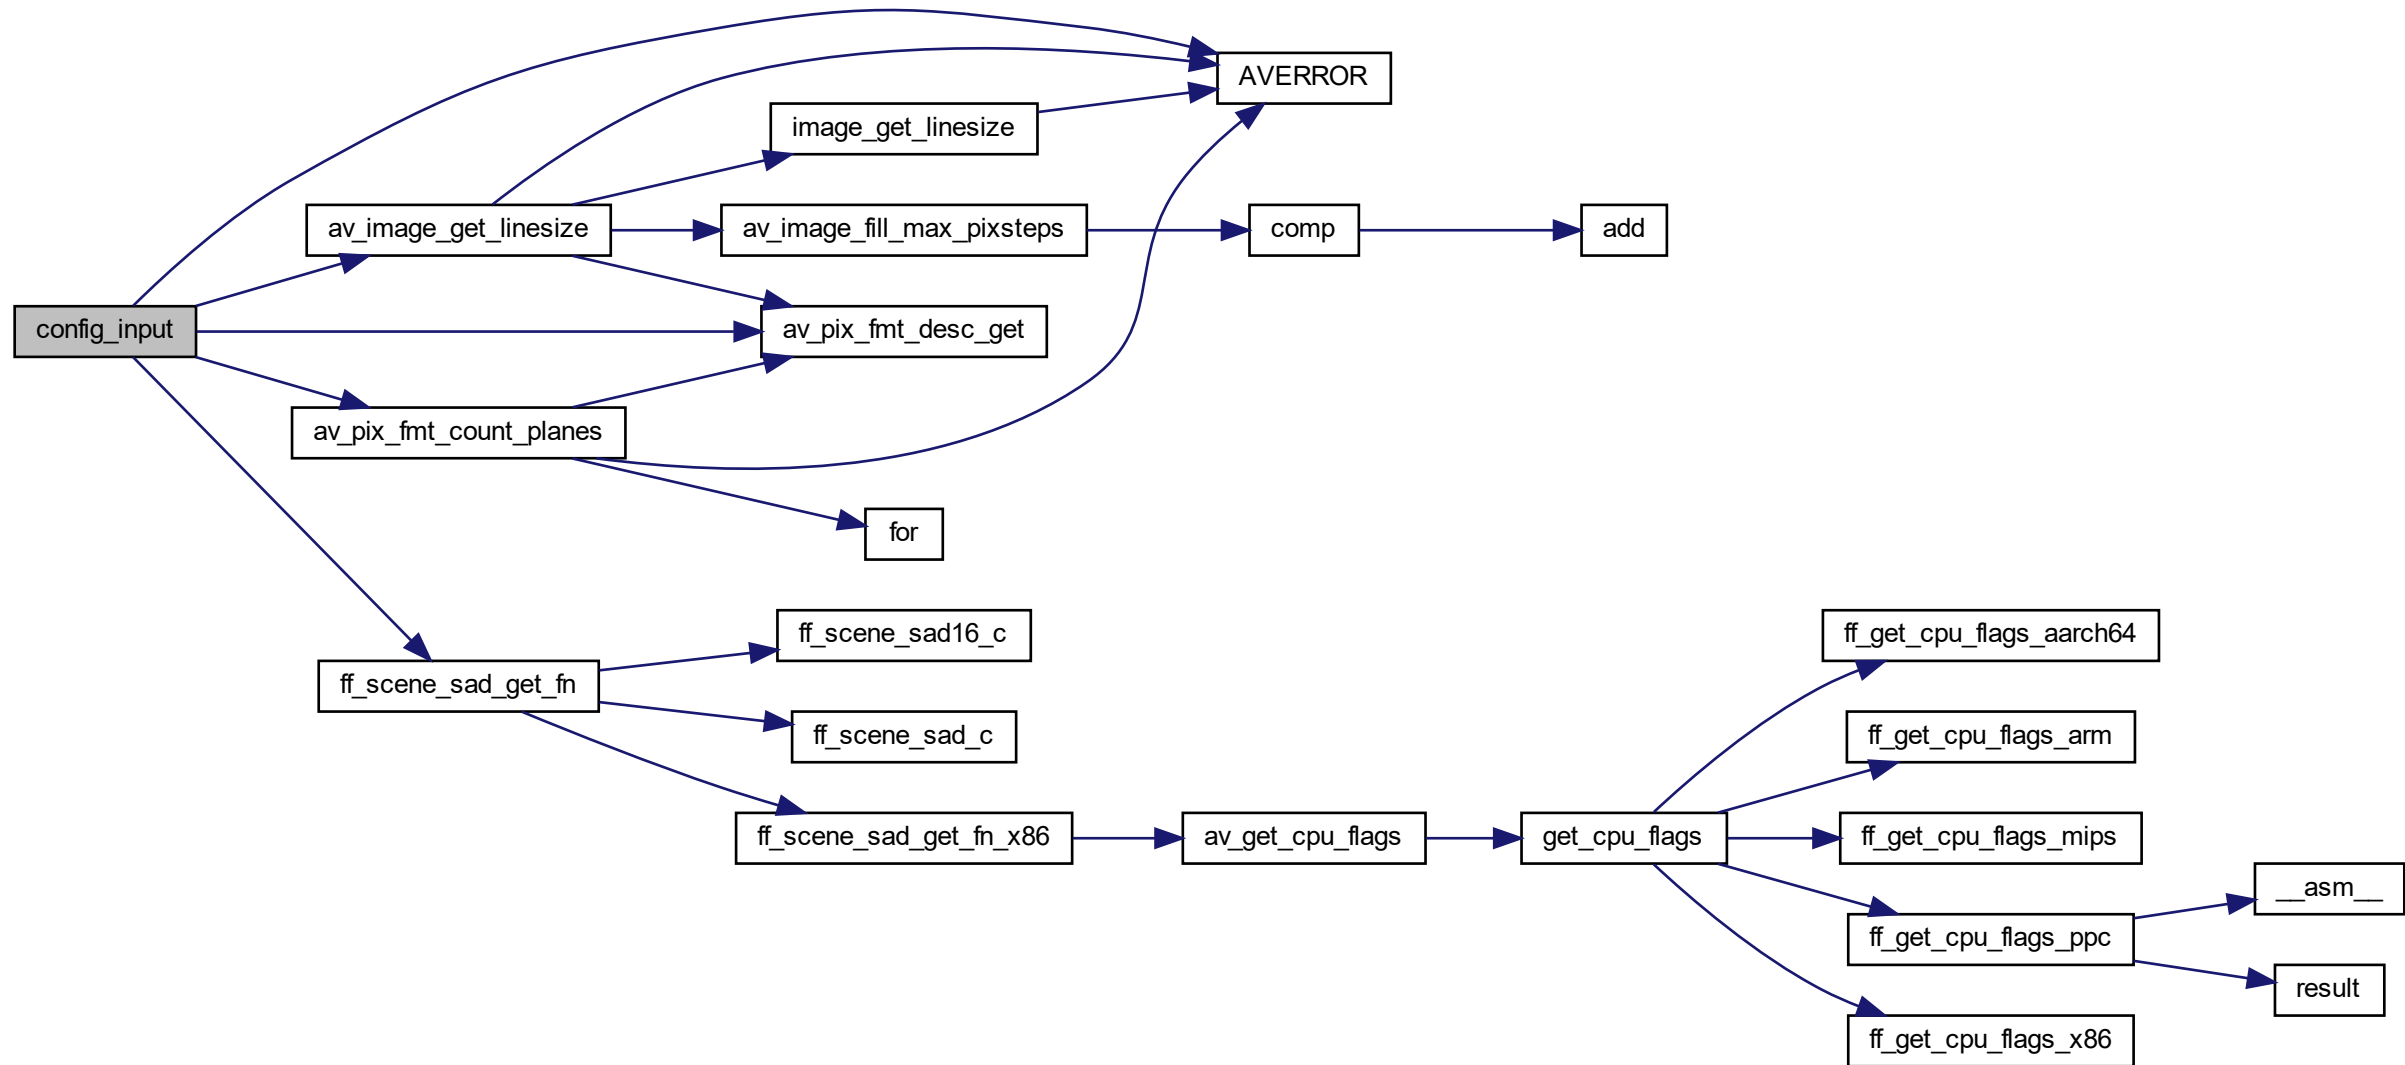 AVERROR
image_get_linesize
av_image_get_linesize
av_image_fill_max_pixsteps
comp
add
config_input
av_pix_fmt_desc_get
av_pix_fmt_count_planes
for
ff_scene_sad16_c
ff_get_cpu_flags_aarch64
ff_scene_sad_get_fn
ff_scene_sad_c
ff_get_cpu_flags_arm
ff_scene_sad_get_fn_x86
av_get_cpu_flags
get_cpu_flags
ff_get_cpu_flags_mips
__asm__
ff_get_cpu_flags_ppc
result
ff_get_cpu_flags_x86